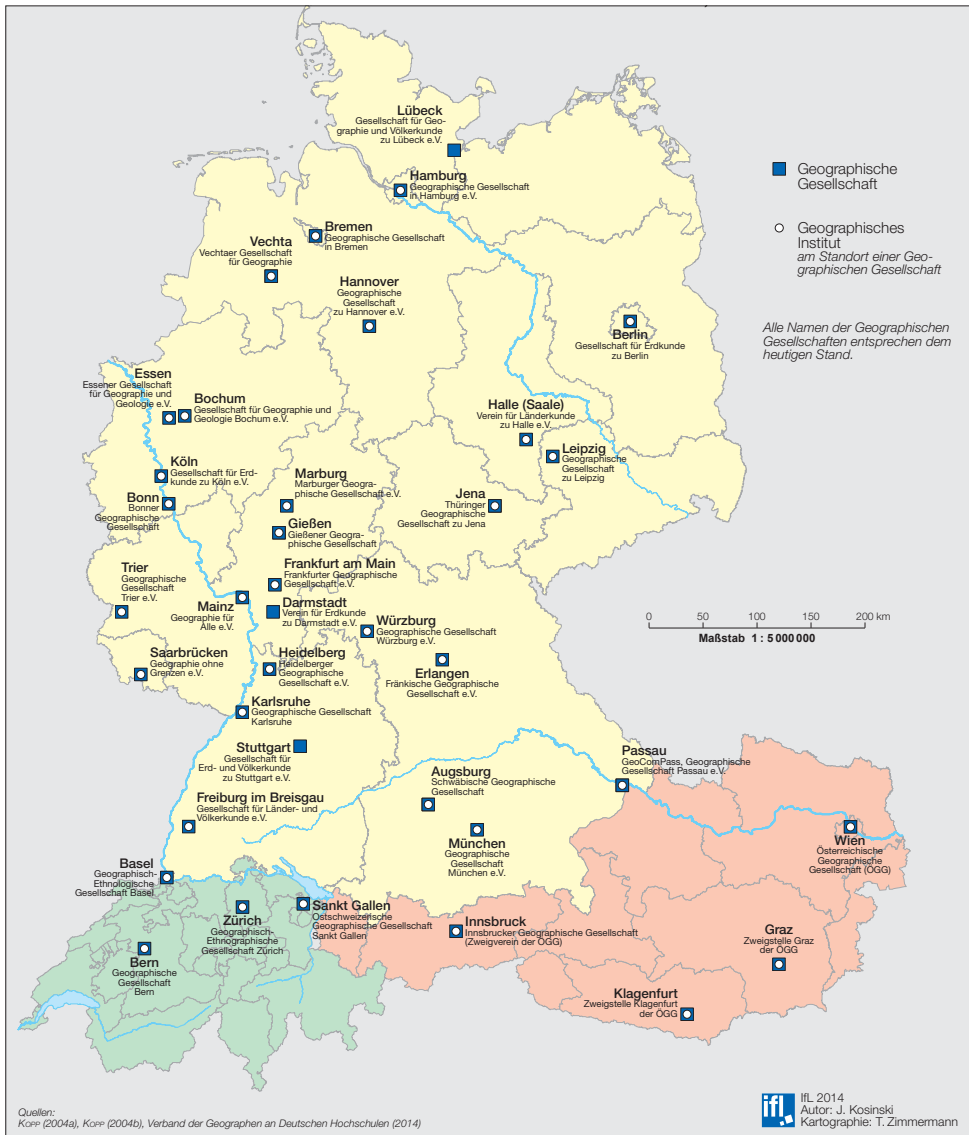 Lübeck
Gesellschaft für Geo-
graphie und Völkerkunde
zu Lübeck e.V.
Hamburg
Geographische Gesellschaft
in Hamburg e.V.
Bremen
Geographische Gesellschaft
in Bremen
Vechta
Vechtaer Gesellschaft
für Geographie
Hannover
Geographische
Gesellschaft
zu Hannover e.V.
Berlin
Gesellschaft für Erdkunde
zu Berlin
Geographische
Gesellschaft
Geographisches
Institut
am Standort einer Geo-
graphischen Gesellschaft
Alle Namen der Geographischen
Gesellschaften entsprechen dem
heutigen Stand.
Essen
Essener Gesellschaft
für Geographie und
Geologie e.V.
Bochum
Gesellschaft für Geographie und
Geologie Bochum e.V.
Halle (Saale)
Verein für Länderkunde
zu Halle e.V.
Leipzig
Geographische
Gesellschaft
zu Leipzig
Köln
Gesellschaft für Erd-
kunde zu Köln e.V.
Marburg
Marburger Geogra-
phische Gesellschaft e.V.
Jena
Thüringer
Geographische
Gesellschaft zu Jena
Bonn
Bonner
Geographische
Gesellschaft
Gießen
Gießener Geogra-
phische Gesellschaft
Frankfurt am Main
Frankfurter Geographische
Gesellschaft e.V.
Trier
Geographische
Gesellschaft
Trier e.V.
Mainz
Geographie für
Alle e.V.
Darmstadt
Verein für Erdkunde
zu Darmstadt e.V.
Würzburg
Geographische Gesellschaft
Würzburg e.V.
0 50 100 150 200 km
Maßstab 1 : 5 000 000
Saarbrücken
Geographie ohne
Grenzen e.V.
Heidelberg
Heidelberger
Geographische
Gesellschaft e.V.
Erlangen
Fränkische Geographische
Gesellschaft e.V.
Karlsruhe
Geographische Gesellschaft
Karlsruhe
Stuttgart
Gesellschaft für
Erd- und Völkerkunde
zu Stuttgart e.V.
Augsburg
Schwäbische Geographische
Gesellschaft
Passau
GeoComPass, Geographische
Gesellschaft Passau e.V.
Freiburg im Breisgau
Gesellschaft für Länder- und
Völkerkunde e.V.
München
Geographische
Gesellschaft
München e.V.
Wien
Österreichische
Geographische
Gesellschaft (ÖGG)
Basel
Geographisch-
Ethnologische
Gesellschaft Basel
Zürich
Geographisch-
Ethnographische
Gesellschaft Zürich
Sankt Gallen
Ostschweizerische
Geographische Gesellschaft
Sankt Gallen
Innsbruck
Innsbrucker Geographische Gesellschaft
(Zweigverein der ÖGG)
Bern
Geographische
Gesellschaft
Bern
Graz
Zweigstelle Graz
der ÖGG
Klagenfurt
Zweigstelle Klagenfurt
der ÖGG
Quellen:
KOPP (2004a), KOPP (2004b), Verband der Geographen an Deutschen Hochschulen (2014)
ifl
IfL 2014
Autor: J. Kosinski
Kartographie: T. Zimmermann